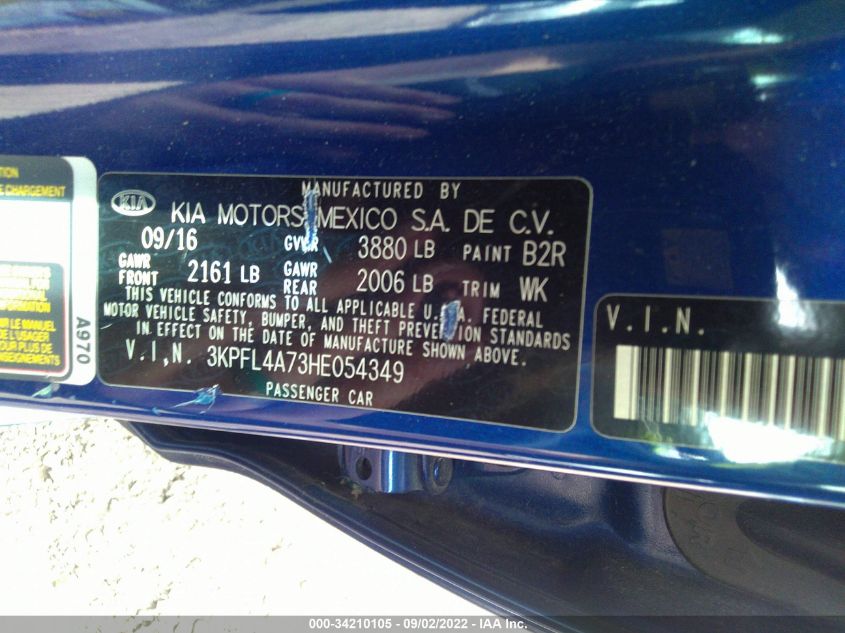 TION
E CHARGEMENT
A970
KIA
MANUFACTURED BY
KIA MOTORS MEXICO S.A. DE C.V.
09/16 GVWR 3880 LB PAINT B2R
GAWR FRONT 2161 LB GAWR REAR 2006 LB TRIM WK
THIS VEHICLE CONFORMS TO ALL APPLICABLE U.S.A. FEDERAL
MOTOR VEHICLE SAFETY, BUMPER, AND THEFT PREVENTION STANDARDS
IN EFFECT ON THE DATE OF MANUFACTURE SHOWN ABOVE.
V.I.N. 3KPFL4A73HE054349
PASSENGER CAR
V.I.N.
000-34210105 - 09/02/2022 - IAA Inc.